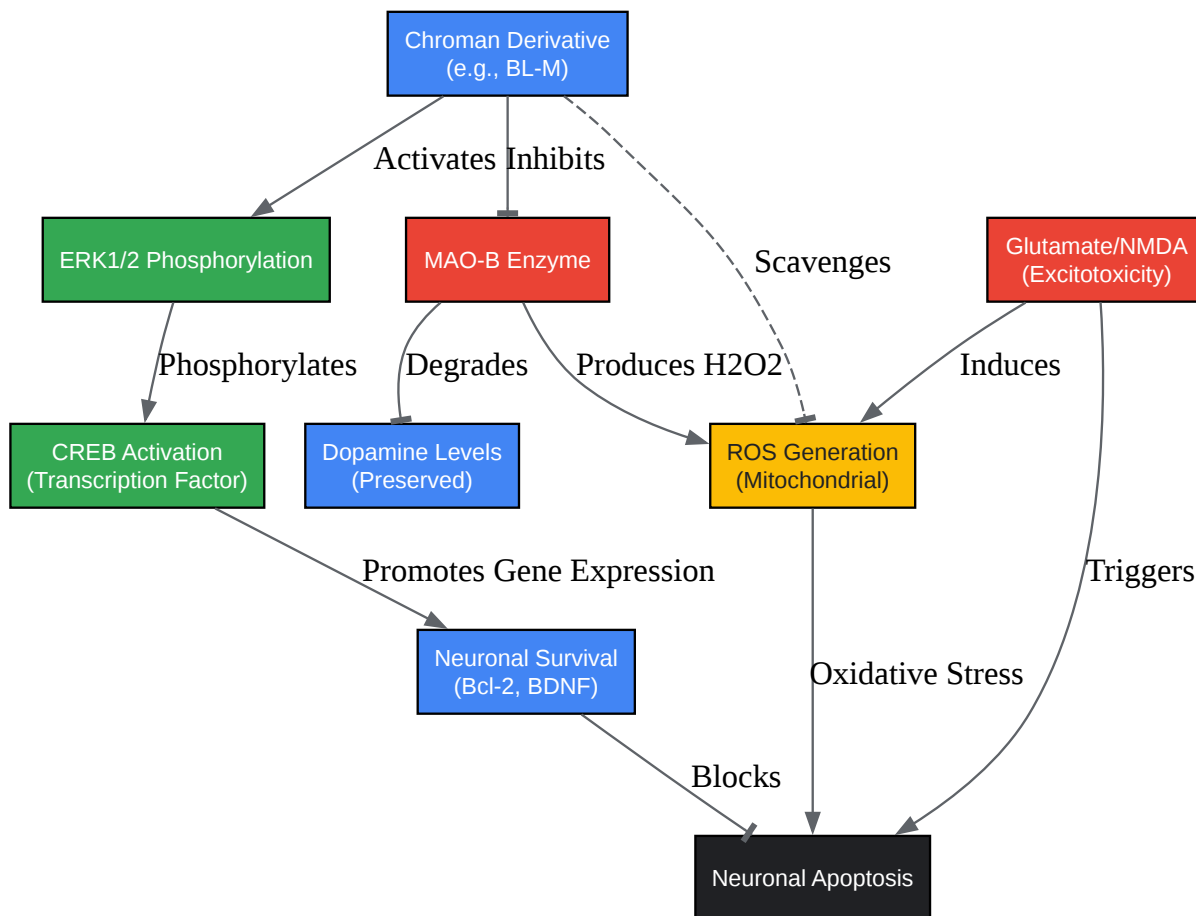 Chroman Derivative
(e.g., BL-M)
Activates
Inhibits
ERK1/2 Phosphorylation
MAO-B Enzyme
Scavenges
Glutamate/NMDA
(Excitotoxicity)
Phosphorylates
Degrades
Produces H2O2
Induces
CREB Activation
(Transcription Factor)
Dopamine Levels
(Preserved)
ROS Generation
(Mitochondrial)
Promotes Gene Expression
Triggers
Neuronal Survival
(Bcl-2, BDNF)
Oxidative Stress
Blocks
Neuronal Apoptosis